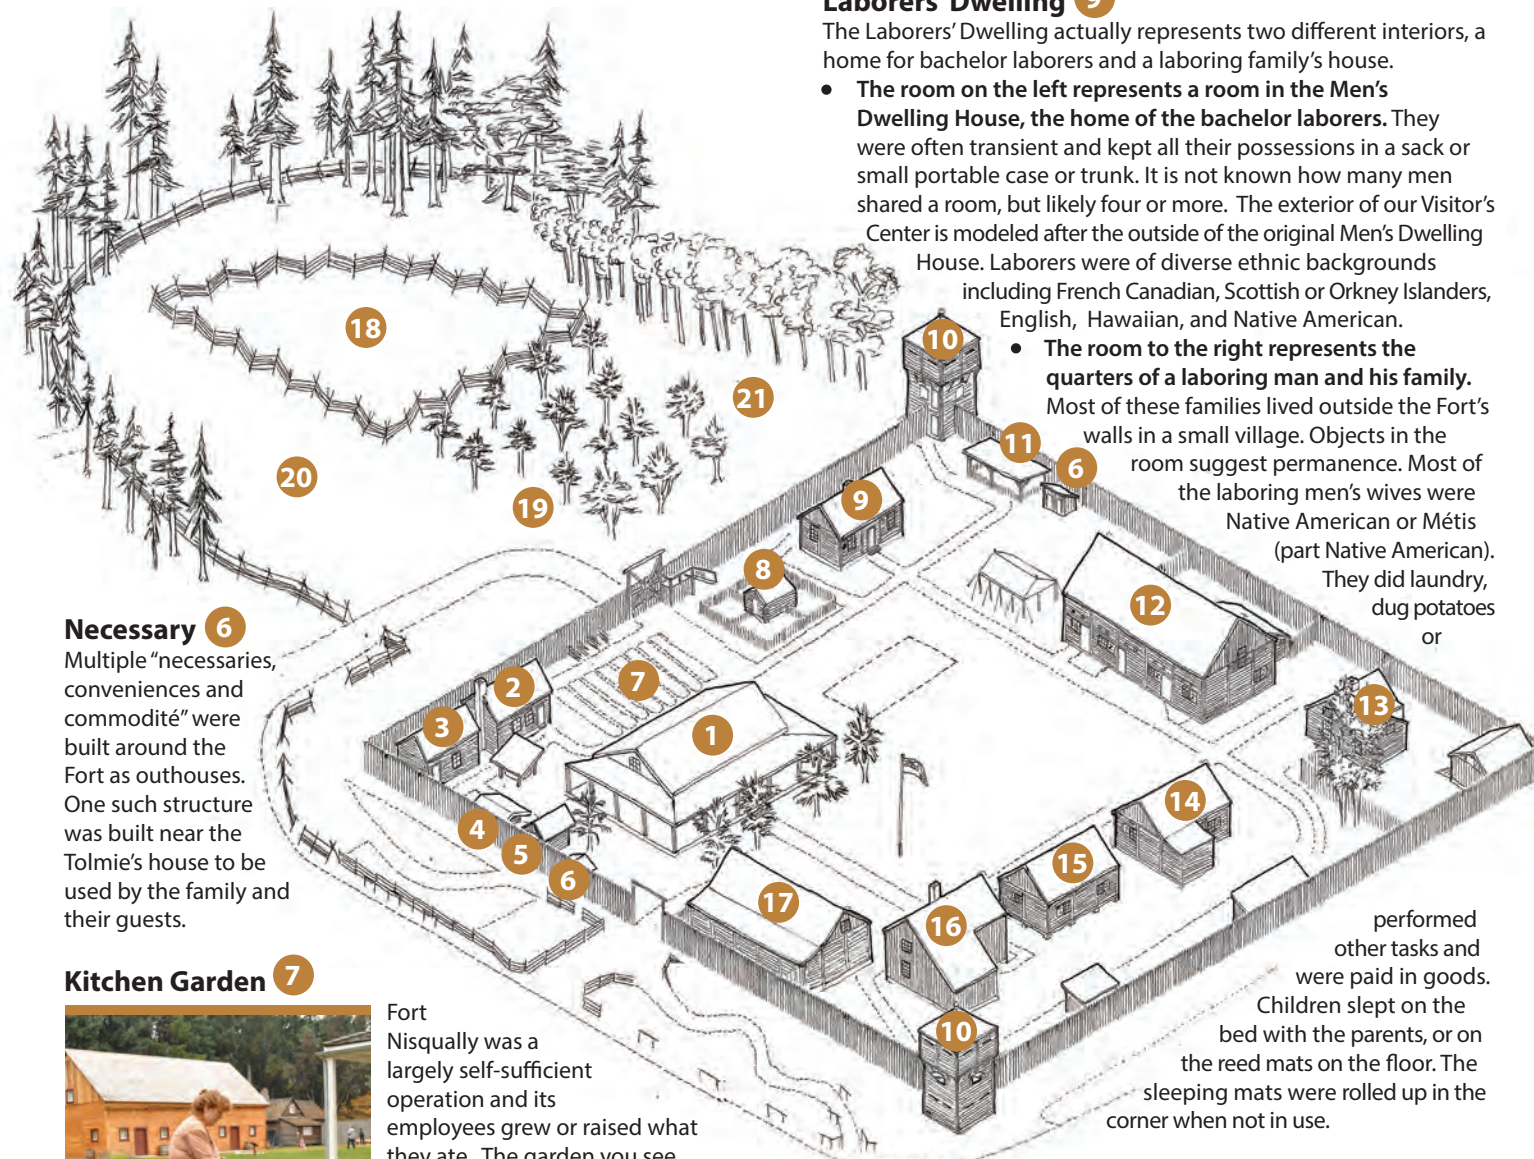 Laborers' Dwelling 9
The Laborers' Dwelling actually represents two different interiors, a
home for bachelor laborers and a laboring family's house.
• The room on the left represents a room in the Men's
Dwelling House, the home of the bachelor laborers. They
were often transient and kept all their possessions in a sack or
small portable case or trunk. It is not known how many men
shared a room, but likely four or more. The exterior of our Visitor's
Center is modeled after the outside of the original Men's Dwelling
House. Laborers were of diverse ethnic backgrounds
including French Canadian, Scottish or Orkney Islanders,
English, Hawaiian, and Native American.
• The room to the right represents the
quarters of a laboring man and his family.
Most of these families lived outside the Fort's
walls in a small village. Objects in the
room suggest permanence. Most of
the laboring men's wives were
Native American or Métis
(part Native American).
They did laundry,
dug potatoes
or
performed
other tasks and
were paid in goods.
Children slept on the
bed with the parents, or on
the reed mats on the floor. The
sleeping mats were rolled up in the
corner when not in use.
Necessary 6
Multiple "necessaries,
conveniences and
commodité" were
built around the
Fort as outhouses.
One such structure
was built near the
Tolmie's house to be
used by the family and
their guests.
Kitchen Garden 7
Fort
Nisqually was a
largely self-sufficient
operation and its
employees grew or raised what
they ate. The garden you see
18
10
21
11
6
20
19
9
8
12
7
2
13
3
1
14
4
5
15
6
17
16
10